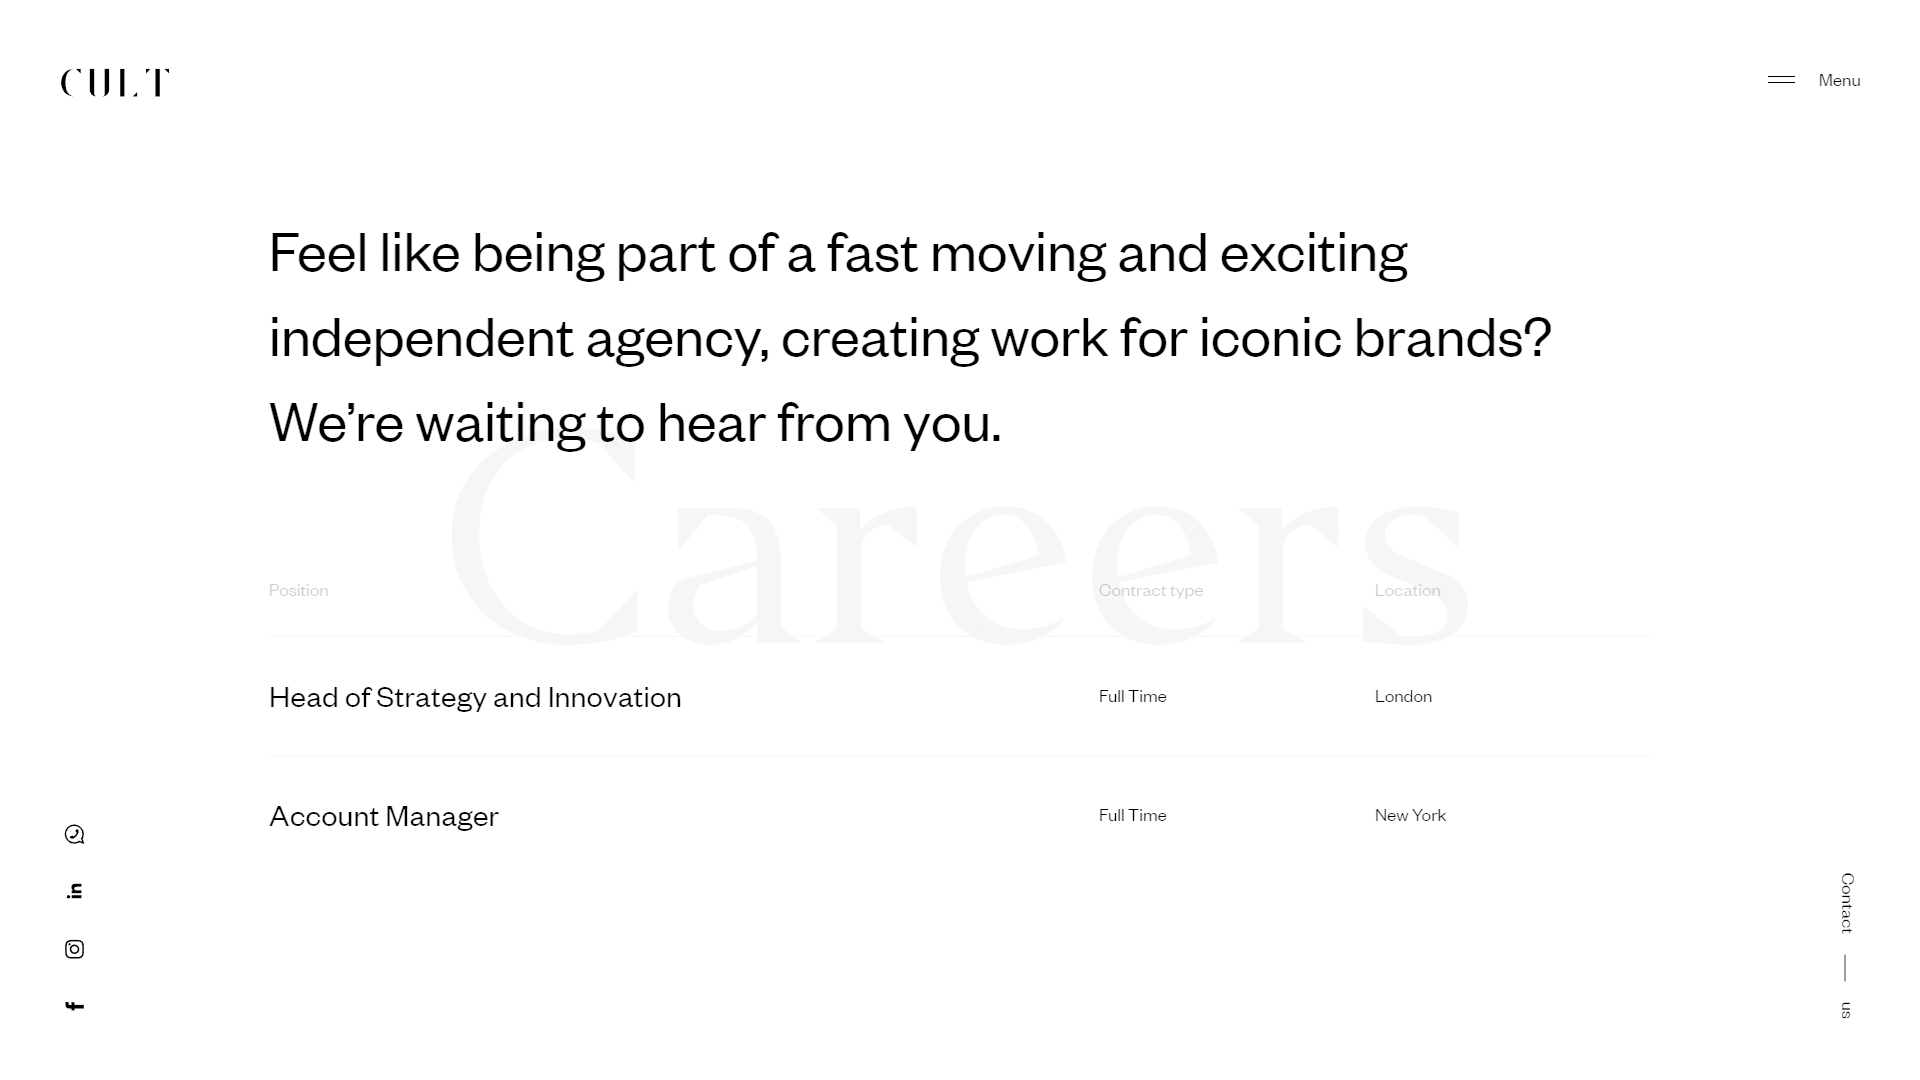 CULT
Menu
Feel like being part of a fast moving and exciting
independent agency, creating work for iconic brands?
We’re waiting to hear from you.
Careers
Position Contract type Location
Head of Strategy and Innovation Full Time London
Account Manager Full Time New York
in
f
Contact — us